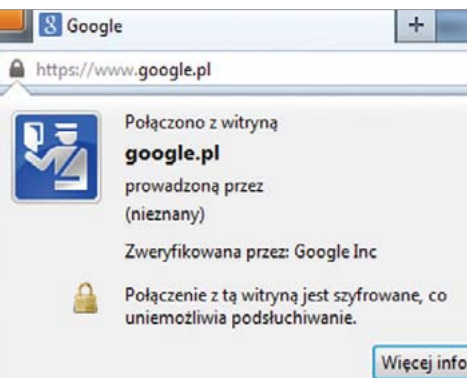 Google
https://www.google.pl
Połączono z witryną
google.pl
prowadzoną przez
(nieznany)
Zweryfikowana przez: Google Inc
Połączenie z tą witryną jest szyfrowane, co
uniemożliwia podsłuchiwanie.
Więcej info